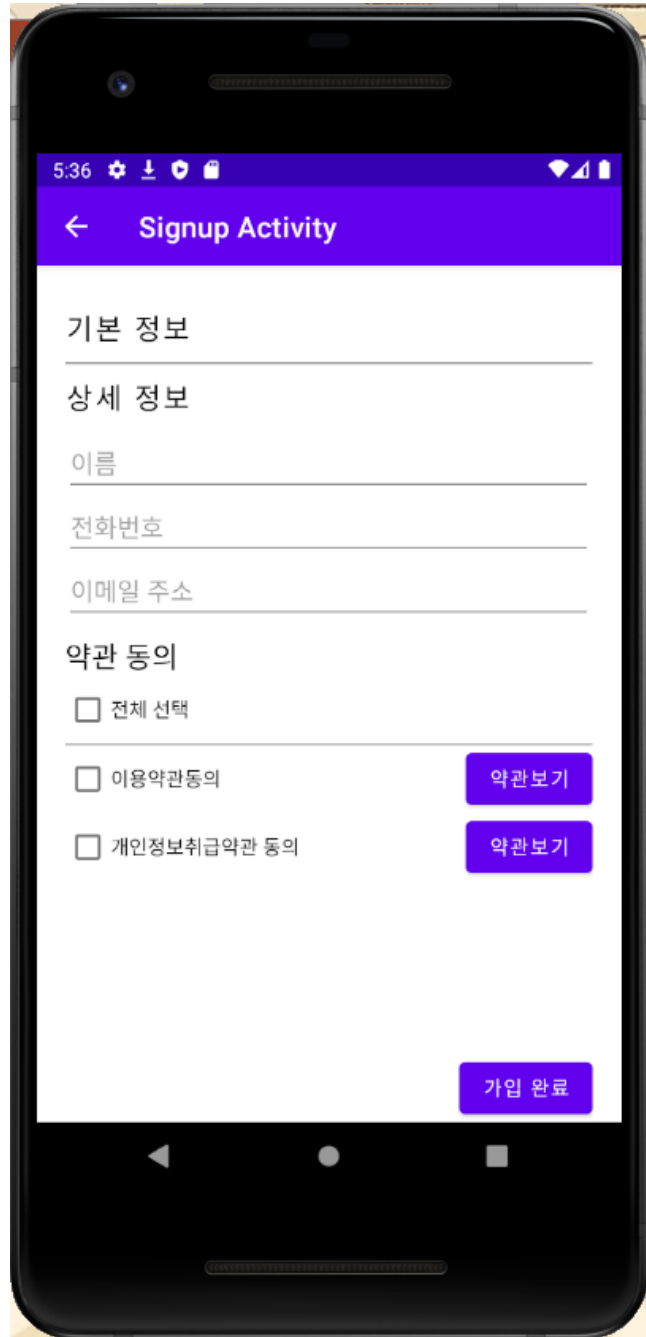 5:36
Signup Activity
기본 정보
상세 정보
이름
전화번호
이메일 주소
약관 동의
전체 선택
이용약관동의 약관보기
개인정보취급약관 동의 약관보기
가입 완료